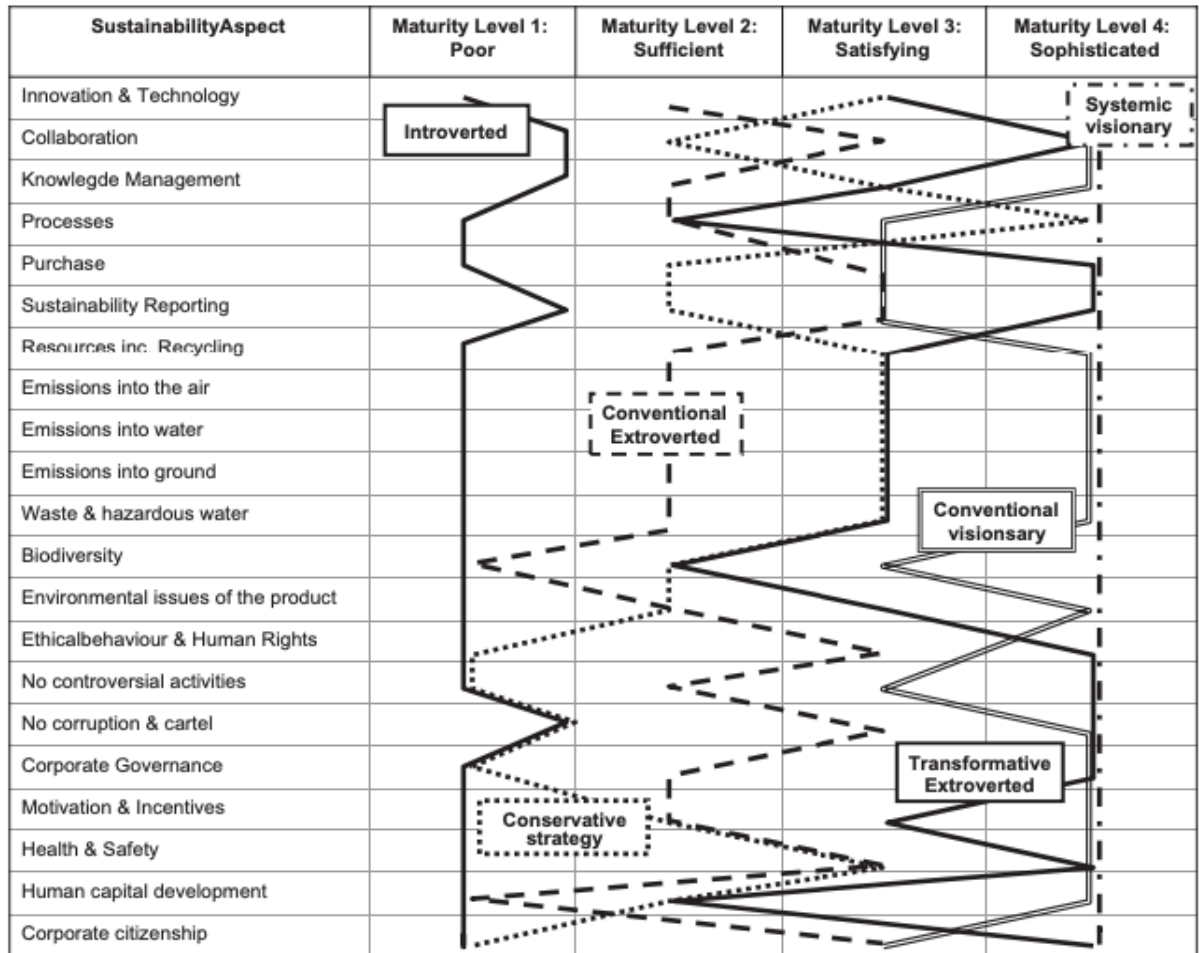 SustainabilityAspect
Maturity Level 1:
Poor
Maturity Level 2:
Sufficient
Maturity Level 3:
Satisfying
Maturity Level 4:
Sophisticated
Innovation & Technology
Systemic
visionary
Introverted
Collaboration
Knowlegde Management
Processes
Purchase
Sustainability Reporting
Resources inc. Recycling
Emissions into the air
Conventional
Extroverted
Emissions into water
Emissions into ground
Waste & hazardous water
Conventional
visionsary
Biodiversity
Environmental issues of the product
Ethicalbehaviour & Human Rights
No controversial activities
No corruption & cartel
Corporate Governance
Transformative
Extroverted
Motivation & Incentives
Conservative
strategy
Health & Safety
Human capital development
Corporate citizenship